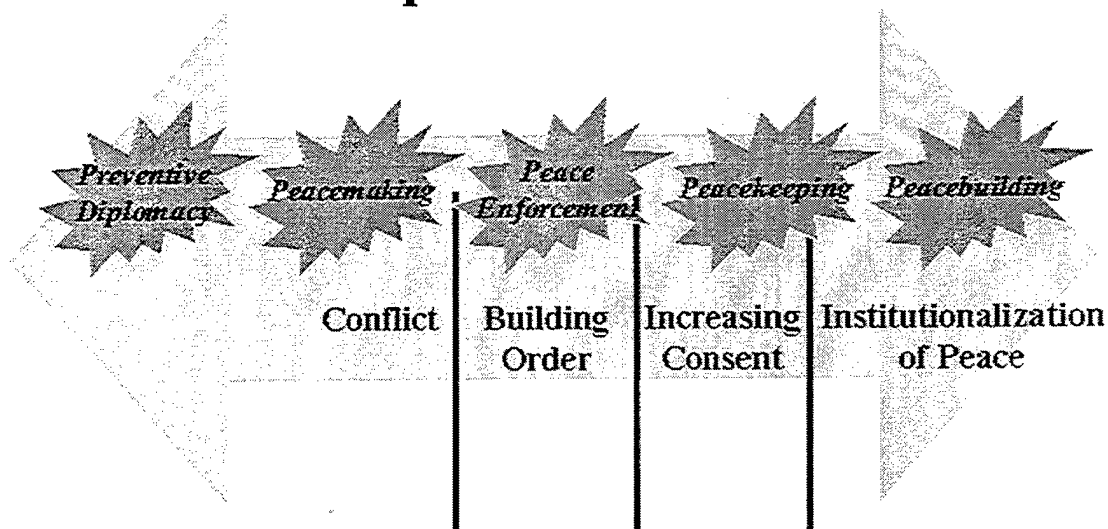 Preventive
Diplomacy
Peacemaking
Peace
Enforcement
Peacekeeping
Peacebuilding
Conflict
Building
Order
Increasing
Consent
Institutionalization
of Peace